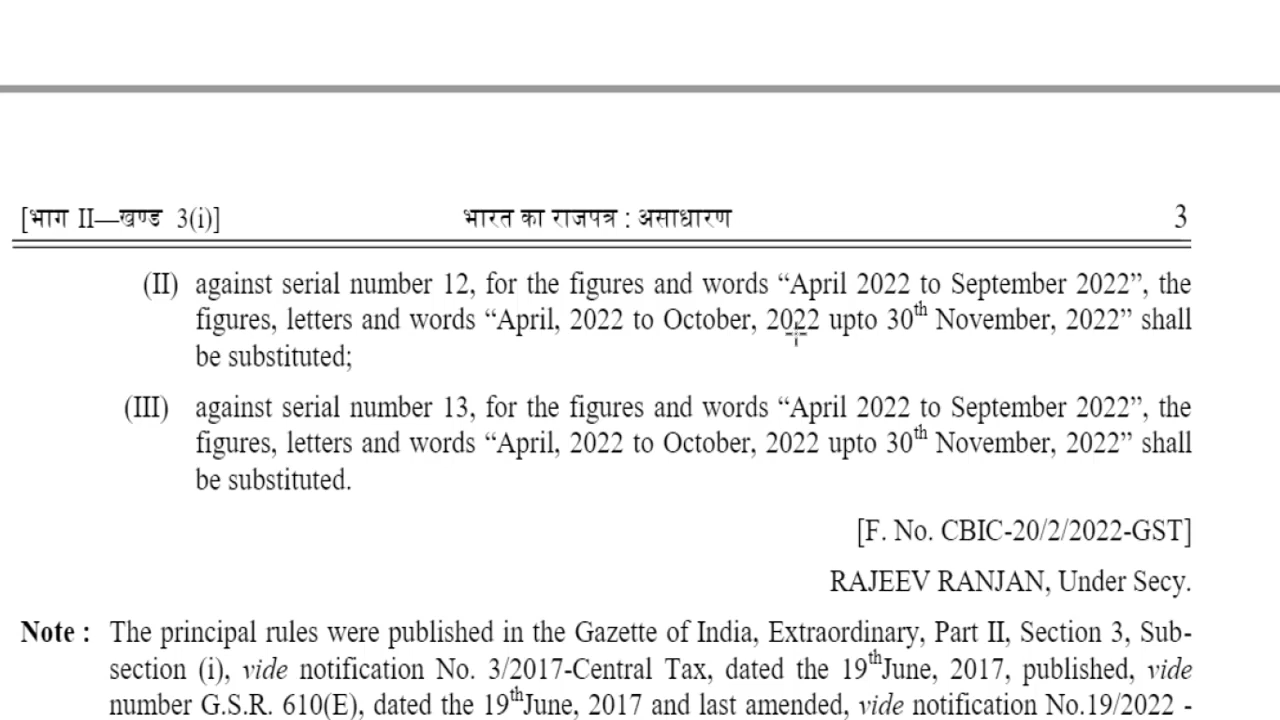 [भाग II—खण्ड 3(i)] भारत का राजपत्र : असाधारण 3
(II) against serial number 12, for the figures and words “April 2022 to September 2022”, the
figures, letters and words “April, 2022 to October, 2022 upto 30th November, 2022” shall
be substituted;
(III) against serial number 13, for the figures and words “April 2022 to September 2022”, the
figures, letters and words “April, 2022 to October, 2022 upto 30th November, 2022” shall
be substituted.
[F. No. CBIC-20/2/2022-GST]
RAJEEV RANJAN, Under Secy.
Note : The principal rules were published in the Gazette of India, Extraordinary, Part II, Section 3, Sub-
section (i), vide notification No. 3/2017-Central Tax, dated the 19thJune, 2017, published, vide
number G.S.R. 610(E), dated the 19thJune, 2017 and last amended, vide notification No.19/2022 -